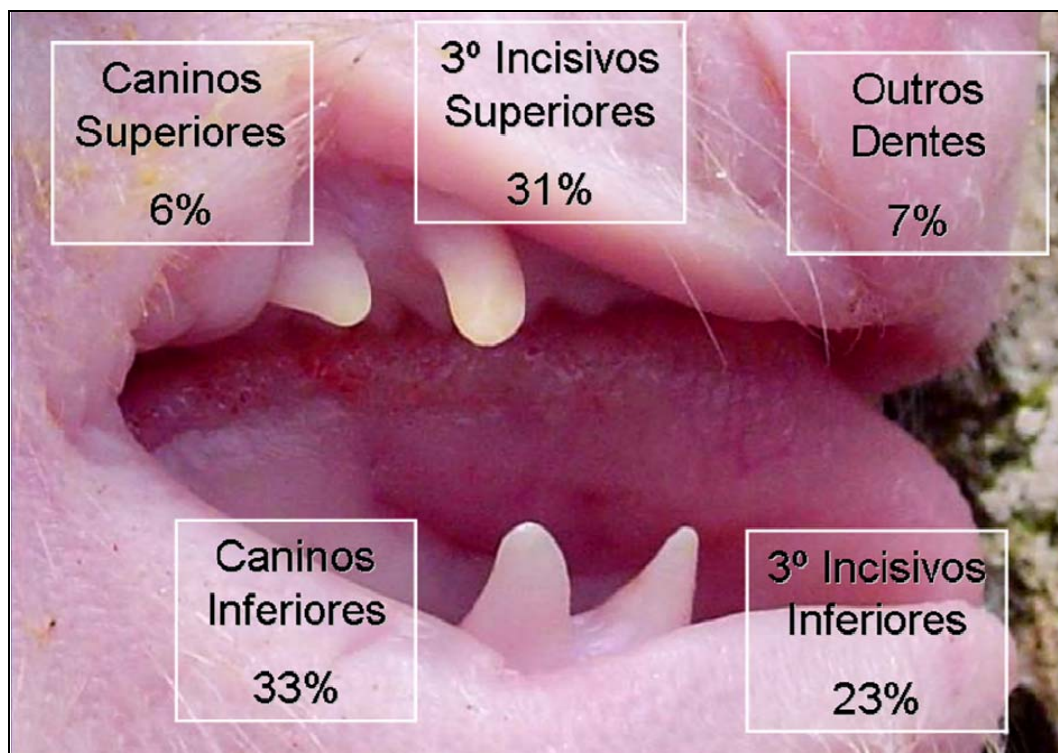 Caninos
Superiores
6%
3º Incisivos
Superiores
31%
Outros
Dentes
7%
Caninos
Inferiores
33%
3º Incisivos
Inferiores
23%